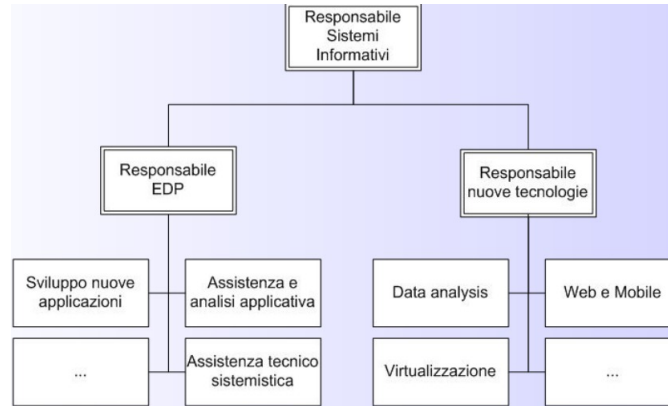 Responsabile
Sistemi
Informativi
Responsabile
EDP
Responsabile
nuove tecnologie
Sviluppo nuove
applicazioni
Assistenza e
analisi applicativa
Data analysis
Web e Mobile
...
Assistenza tecnico
sistemistica
Virtualizzazione
...